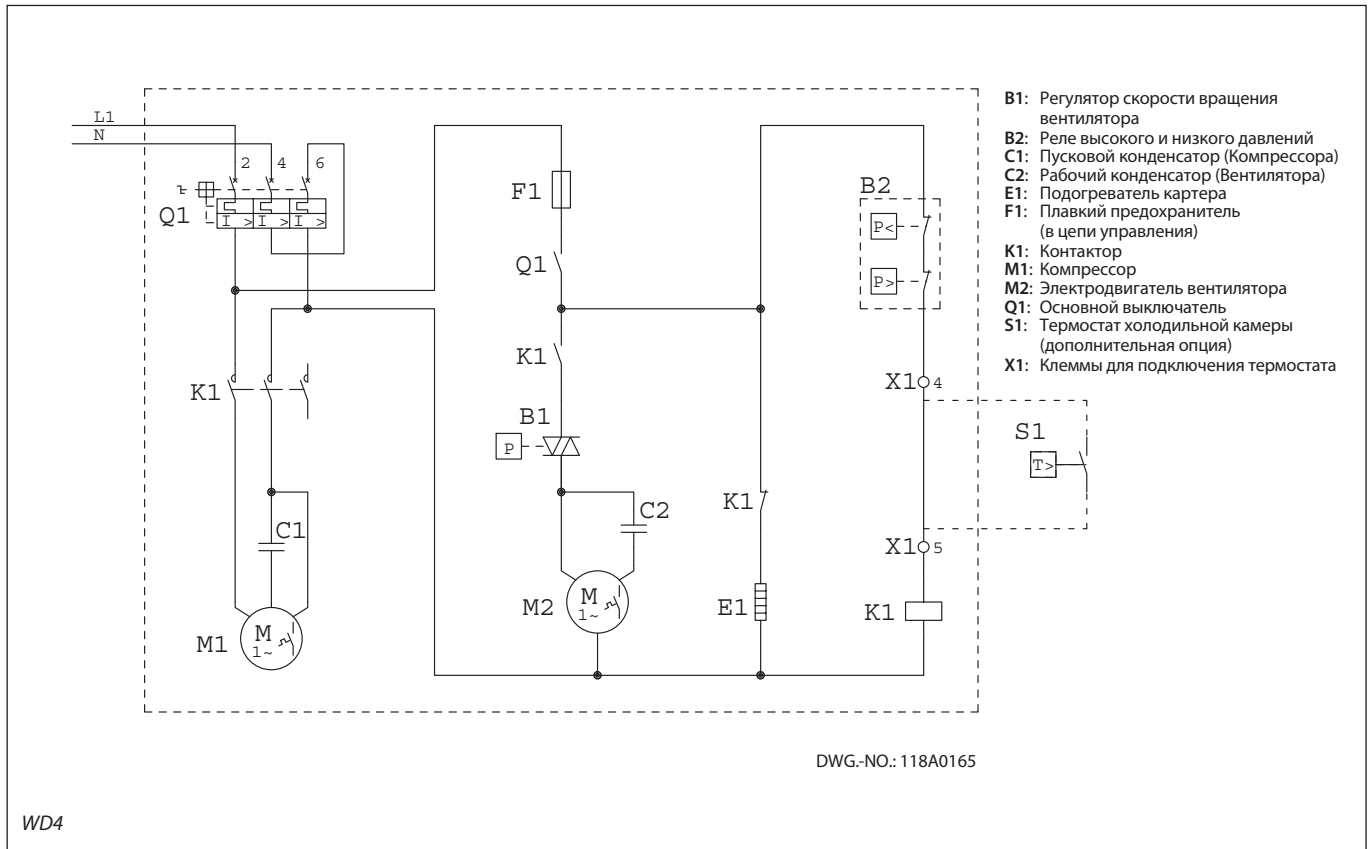 L1
N
2 4 6
Q1
I > I > I >
K1
C1
M1
M
1~
F1
Q1
K1
B1
P
C2
M2
M
1~
K1
E1
B2
P<
P>
X1 4
S1
T>
X1 5
K1
B1: Регулятор скорости вращения
вентилятора
B2: Реле высокого и низкого давлений
C1: Пусковой конденсатор (Компрессора)
C2: Рабочий конденсатор (Вентилятора)
E1: Подогреватель картера
F1: Плавкий предохранитель
(в цепи управления)
K1: Контактор
M1: Компрессор
M2: Электродвигатель вентилятора
Q1: Основной выключатель
S1: Термостат холодильной камеры
(дополнительная опция)
X1: Клеммы для подключения термостата
DWG.-NO.: 118A0165
WD4